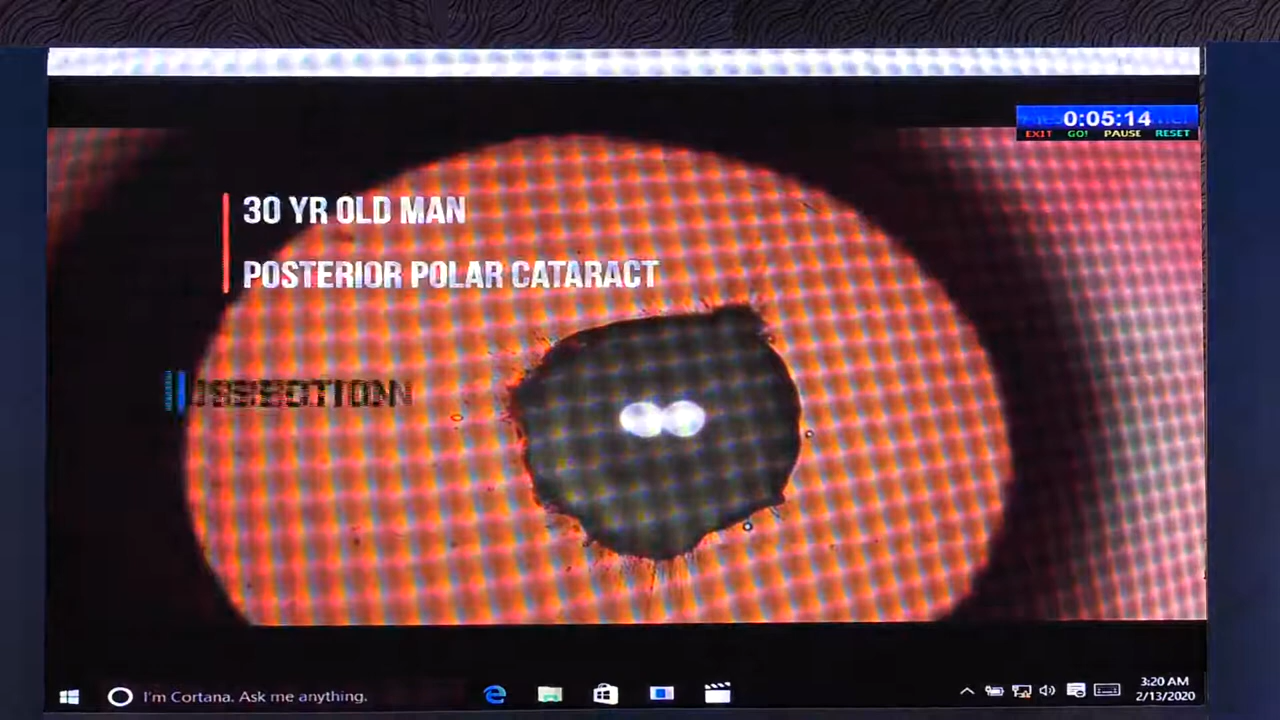 0:05:14
EXIT GO! PAUSE RESET
30 YR OLD MAN
POSTERIOR POLAR CATARACT
I'm Cortana. Ask me anything.
3:20 AM
2/13/2020